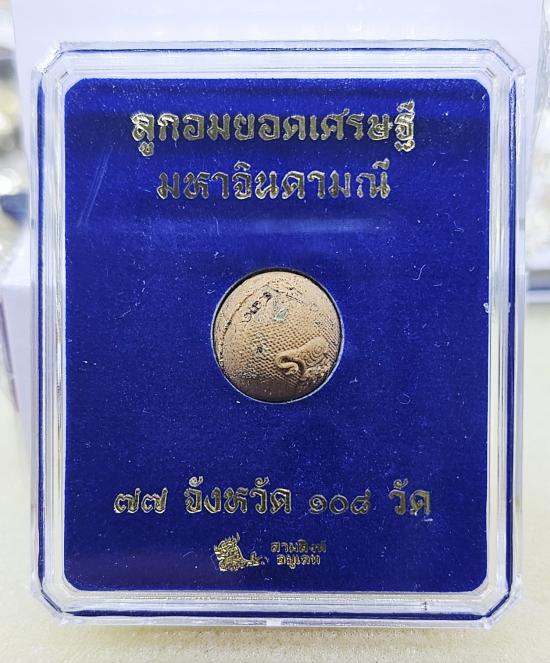 ลูกอมยอดเศรษฐี
มหาจินดามณี
๗๗ จังหวัด ๑๐๘ วัด